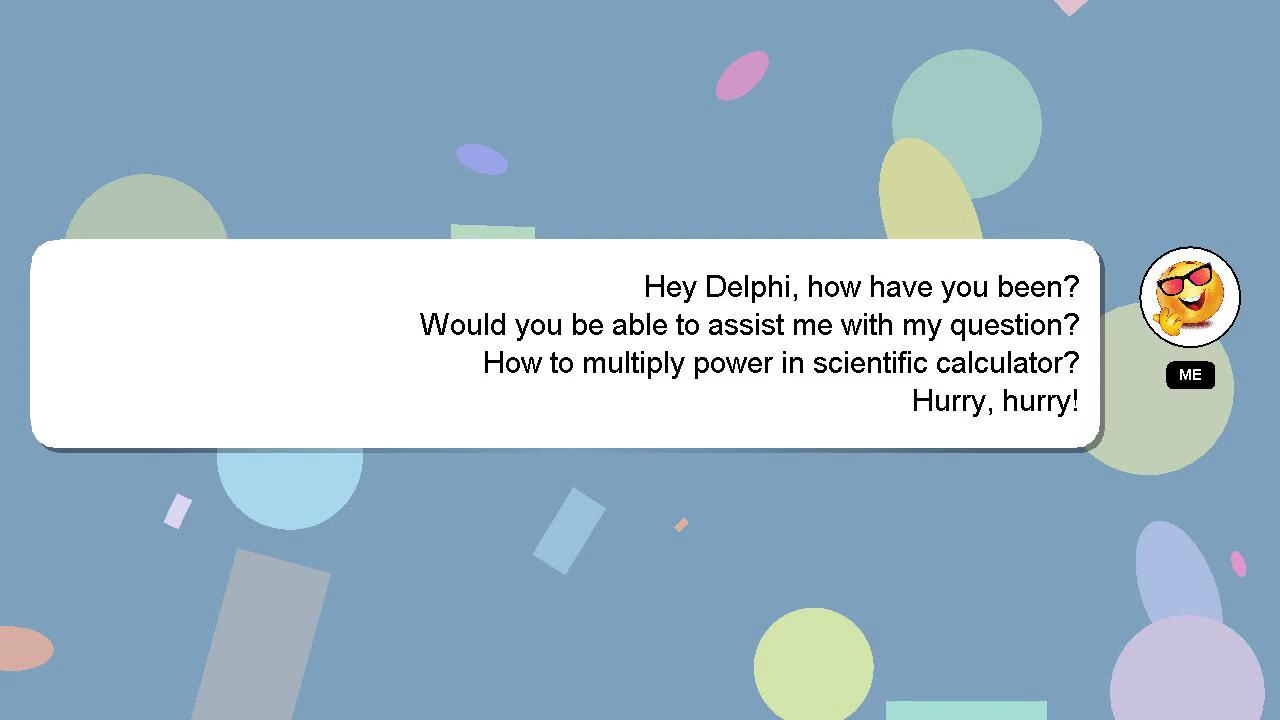 Hey Delphi, how have you been?
Would you be able to assist me with my question?
How to multiply power in scientific calculator?
Hurry, hurry!
ME